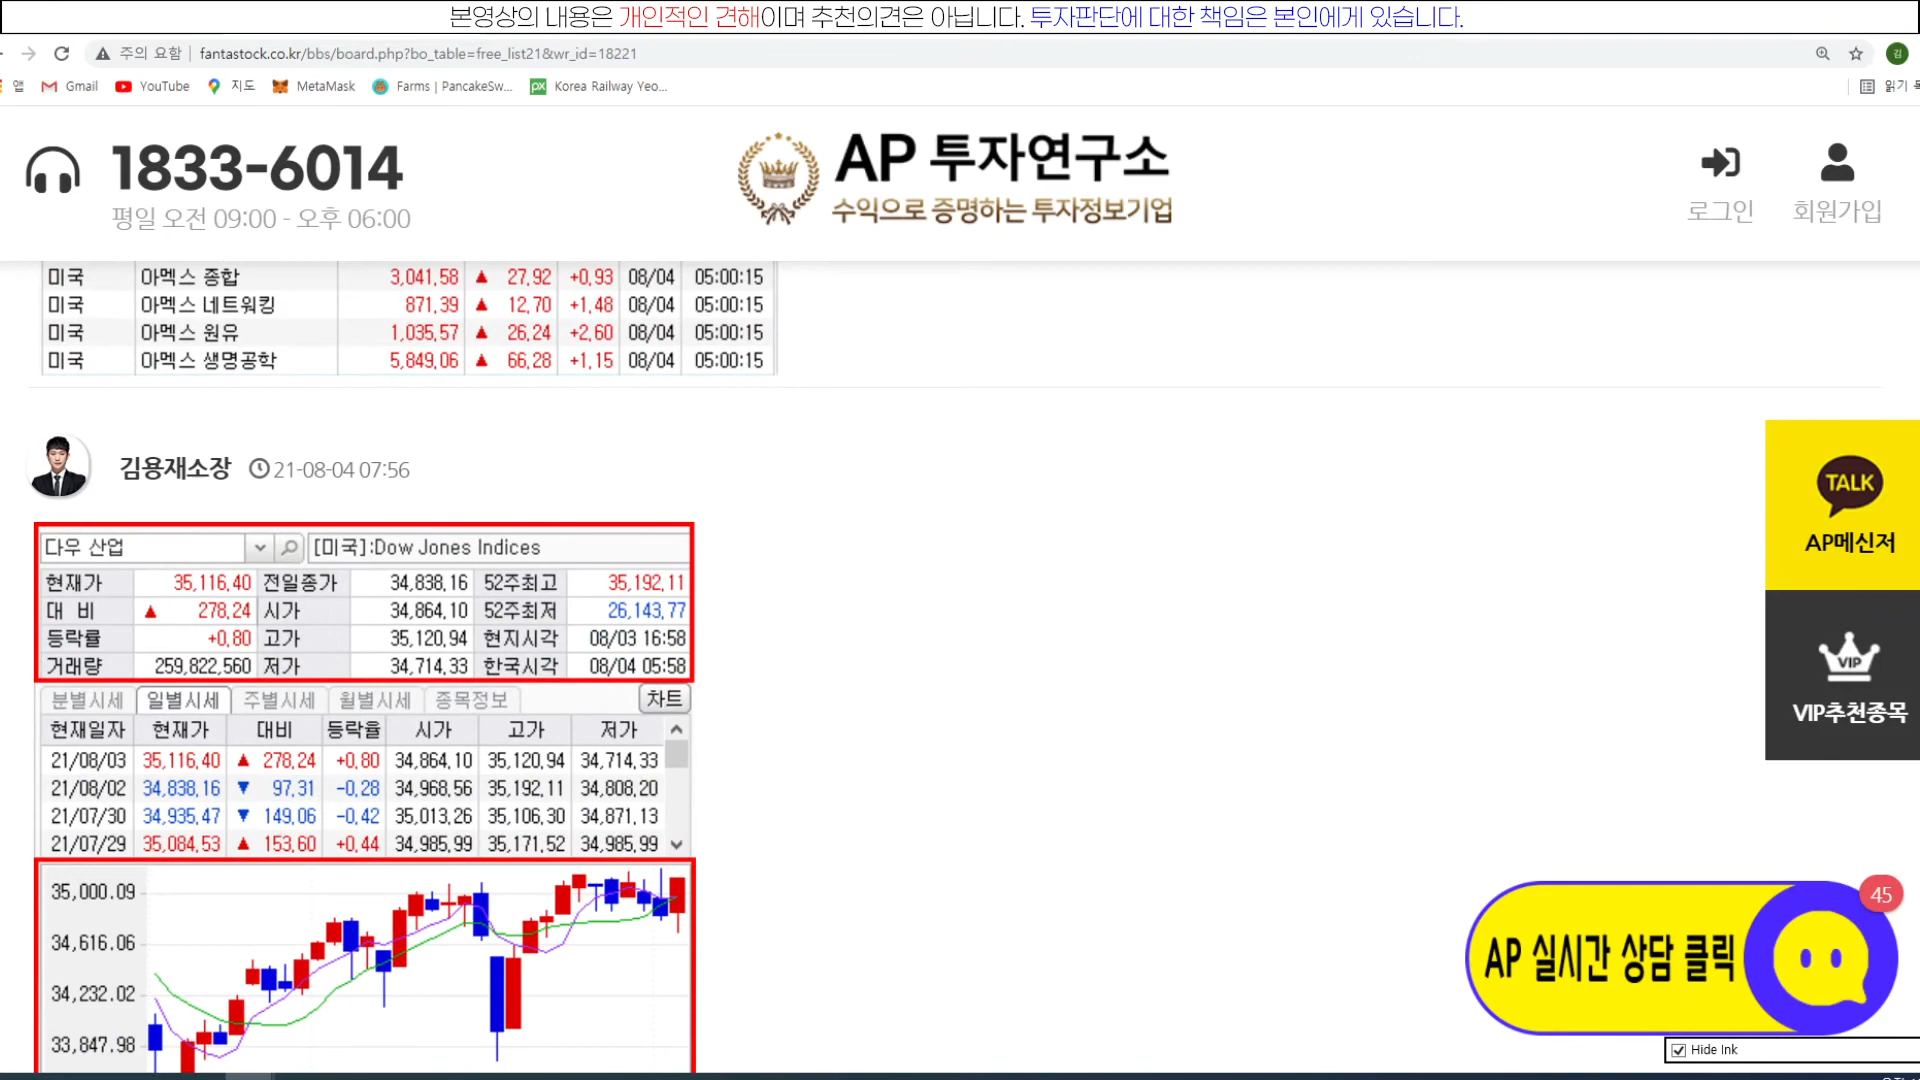 본영상의 내용은 개인적인 견해이며 추천의견은 아닙니다. 투자판단에 대한 책임은 본인에게 있습니다.
주의 요함 | fantastock.co.kr/bbs/board.php?bo_table=free_list21&wr_id=18221
김
앱 Gmail YouTube 지도 MetaMask Farms | PancakeSw... px Korea Railway Yeo... 읽기
1833-6014
평일 오전 09:00 - 오후 06:00
AP 투자연구소
수익으로 증명하는 투자정보기업
로그인 회원가입
미국 아멕스 종합 3,041,58 ▲ 27,92 +0,93 08/04 05:00:15
미국 아멕스 네트워킹 871,39 ▲ 12,70 +1,48 08/04 05:00:15
미국 아멕스 원유 1,035,57 ▲ 26,24 +2,60 08/04 05:00:15
미국 아멕스 생명공학 5,849,06 ▲ 66,28 +1,15 08/04 05:00:15
김용재소장 21-08-04 07:56
다우 산업 [미국]:Dow Jones Indices
현재가 35,116,40 전일종가 34,838,16 52주최고 35,192,11
대 비 ▲ 278,24 시가 34,864,10 52주최저 26,143,77
등락률 +0,80 고가 35,120,94 현지시각 08/03 16:58
거래량 259,822,560 저가 34,714,33 한국시각 08/04 05:58
분별시세 일별시세 주별시세 월별시세 종목정보 차트
현재일자 현재가 대비 등락율 시가 고가 저가
21/08/03 35,116,40 ▲ 278,24 +0,80 34,864,10 35,120,94 34,714,33
21/08/02 34,838,16 ▼ 97,31 -0,28 34,968,56 35,192,11 34,808,20
21/07/30 34,935,47 ▼ 149,06 -0,42 35,013,26 35,106,30 34,871,13
21/07/29 35,084,53 ▲ 153,60 +0,44 34,985,99 35,171,52 34,985,99
35,000.09
34,616.06
34,232.02
33,847.98
TALK
AP메신저
VIP
VIP추천종목
45
AP 실시간 상담 클릭
Hide Ink